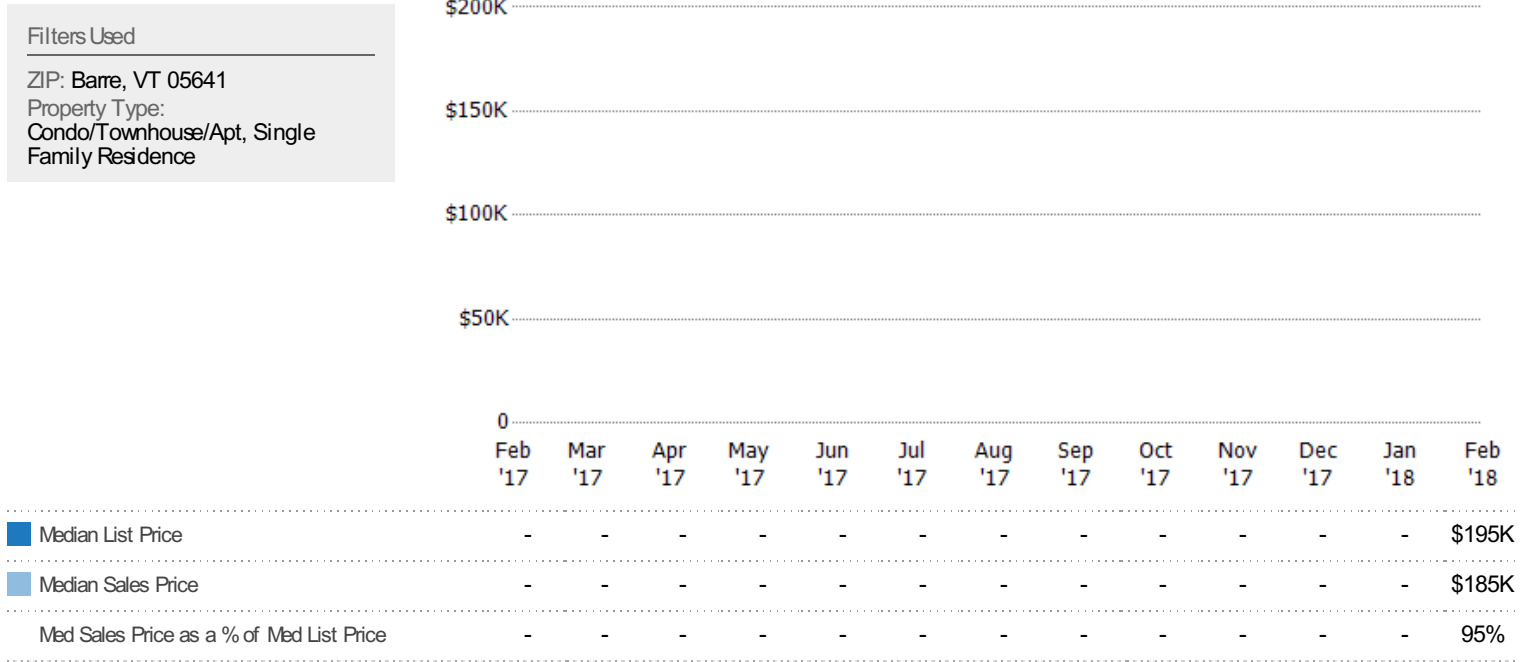 Filters Used
ZIP: Barre, VT 05641
Property Type:
Condo/Townhouse/Apt, Single
Family Residence
$200K
$150K
$100K
$50K
0
Feb Mar Apr May Jun Jul Aug Sep Oct Nov Dec Jan Feb
'17 '17 '17 '17 '17 '17 '17 '17 '17 '17 '17 '18 '18
Median List Price - - - - - - - - - - - - $195K
Median Sales Price - - - - - - - - - - - - $185K
Med Sales Price as a % of Med List Price - - - - - - - - - - - - 95%